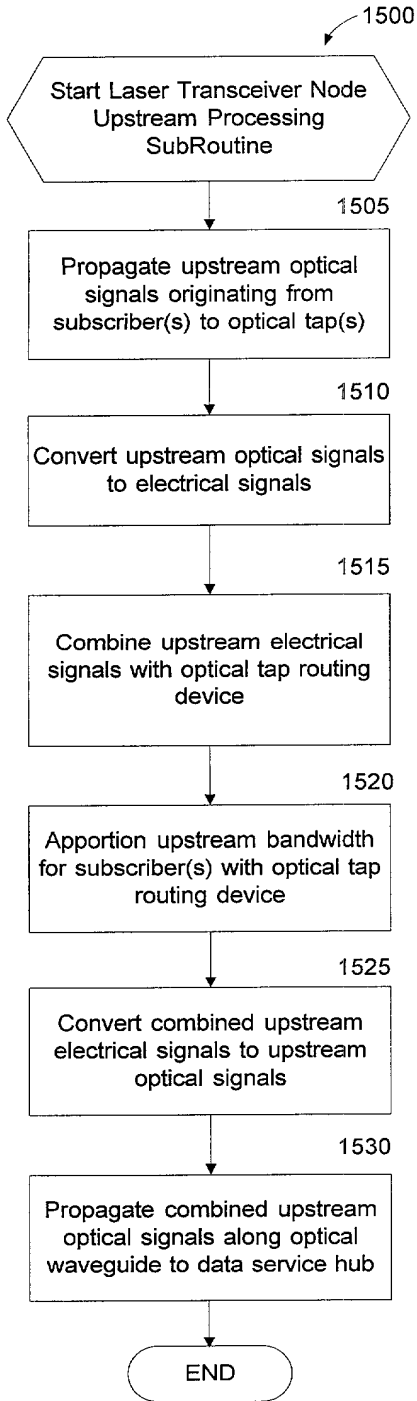 1500
Start Laser Transceiver Node
Upstream Processing
SubRoutine
1505
Propagate upstream optical
signals originating from
subscriber(s) to optical tap(s)
1510
Convert upstream optical signals
to electrical signals
1515
Combine upstream electrical
signals with optical tap routing
device
1520
Apportion upstream bandwidth
for subscriber(s) with optical tap
routing device
1525
Convert combined upstream
electrical signals to upstream
optical signals
1530
Propagate combined upstream
optical signals along optical
waveguide to data service hub
END